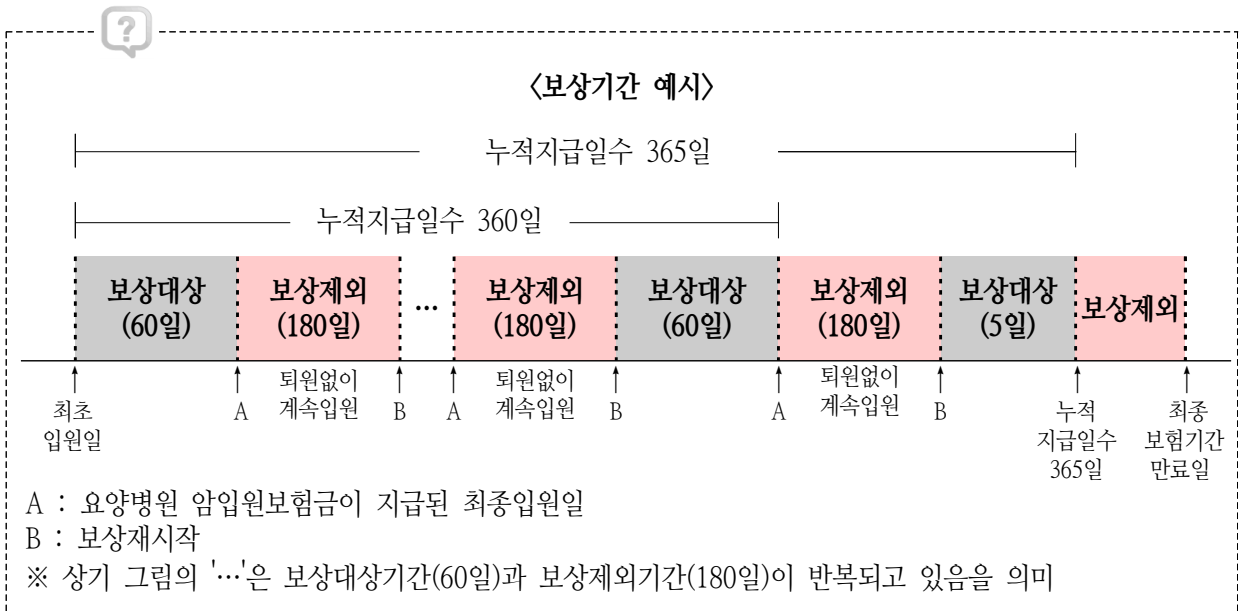 ?
〈보상기간 예시〉
누적지급일수 365일
누적지급일수 360일
보상대상 보상제외 … 보상제외 보상대상 보상제외 보상대상 보상제외
(60일) (180일) (180일) (60일) (180일) (5일)
최초 A 퇴원없이 B A 퇴원없이 B A 퇴원없이 B 누적 최종
입원일 계속입원 계속입원 계속입원 지급일수 보험기간
365일 만료일
A : 요양병원 암입원보험금이 지급된 최종입원일
B : 보상재시작
※ 상기 그림의 '…'은 보상대상기간(60일)과 보상제외기간(180일)이 반복되고 있음을 의미